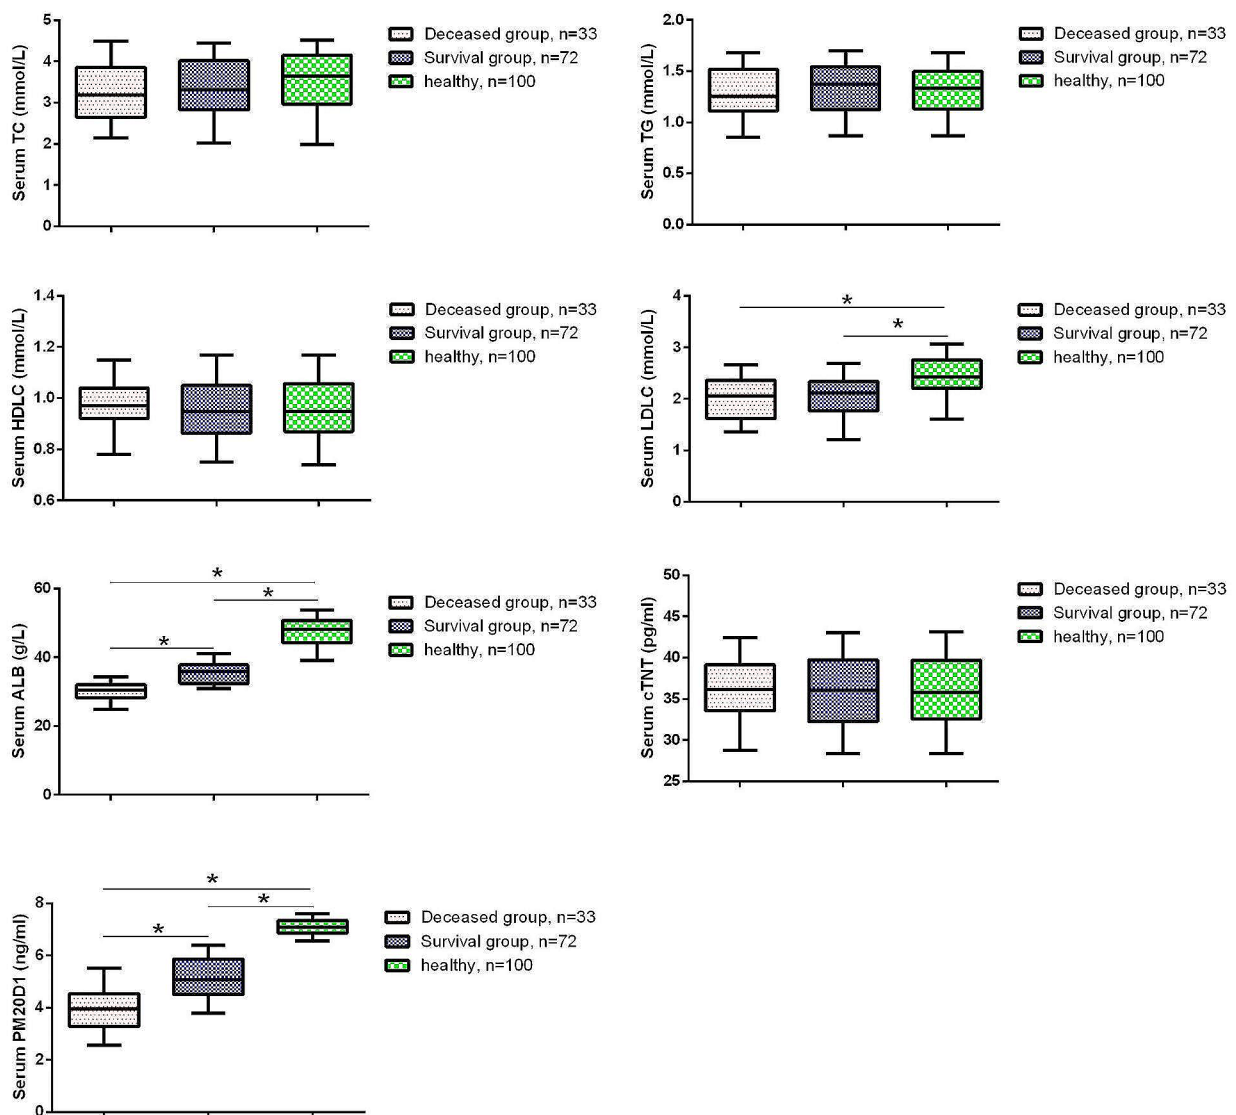 Serum TC (mmol/L)
5
4
3
2
1
0
Deceased group, n=33
Survival group, n=72
healthy, n=100
Serum TG (mmol/L)
2.0
1.5
1.0
0.5
0.0
Deceased group, n=33
Survival group, n=72
healthy, n=100
Serum HDLC (mmol/L)
1.4
1.2
1.0
0.8
0.6
Deceased group, n=33
Survival group, n=72
healthy, n=100
Serum LDLC (mmol/L)
4
3
2
1
0
*
*
Deceased group, n=33
Survival group, n=72
healthy, n=100
Serum ALB (g/L)
60
40
20
0
*
*
*
Deceased group, n=33
Survival group, n=72
healthy, n=100
Serum cTNT (pg/ml)
50
45
40
35
30
25
Deceased group, n=33
Survival group, n=72
healthy, n=100
Serum PM20D1 (ng/ml)
8
6
4
2
0
*
*
*
Deceased group, n=33
Survival group, n=72
healthy, n=100